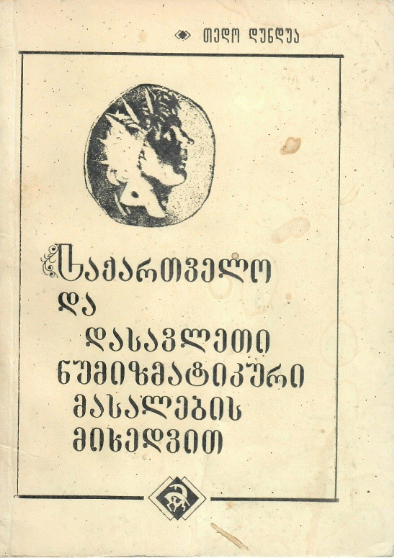 თედო დუნდუა
საქართველო
და
დასავლეთი
ნუმიზმატიკური
მასალების
მიხედვით